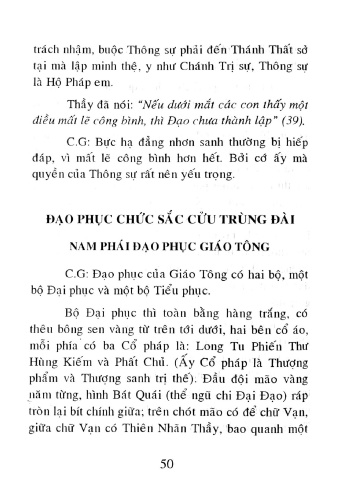 trách nhậm, buộc Thông sự phải đến Thánh Thất sở
tại mà lập minh thệ, y như Chánh Trị sự, Thông sự
là Hộ Pháp em.
Thầy đã nói: “Nếu dưới mắt các con thấy một
điều mất lẽ công bình, thì Đạo chưa thành lập” (39).
C.G: Bực hạ đẳng nhơn sanh thường bị hiếp
đáp, vì mất lẽ công bình hơn hết. Bởi cớ ấy mà
quyền của Thông sự rất nên yếu trọng.
ĐẠO PHỤC CHỨC SẮC CỬU TRÙNG ĐÀI
NAM PHÁI ĐẠO PHỤC GIÁO TÔNG
C.G: Đạo phục của Giáo Tông có hai bộ, một
bộ Đại phục và một bộ Tiểu phục.
Bộ Đại phục thì toàn bằng hàng trắng, có
thêu bông sen vàng từ trên tới dưới, hai bên cổ áo,
mỗi phía có ba Cổ pháp là: Long Tu Phiến Thư
Hùng Kiếm và Phất Chủ. (Ấy Cổ pháp là Thượng
phẩm và Thượng sanh trị thế). Đầu đội mão vàng
năm từng, hình Bát Quái (thể ngũ chi Đại Đạo) ráp
tròn lại bít chính giữa; trên chót mão có để chữ Vạn,
giữa chữ Vạn có Thiên Nhãn Thầy, bao quanh một
50